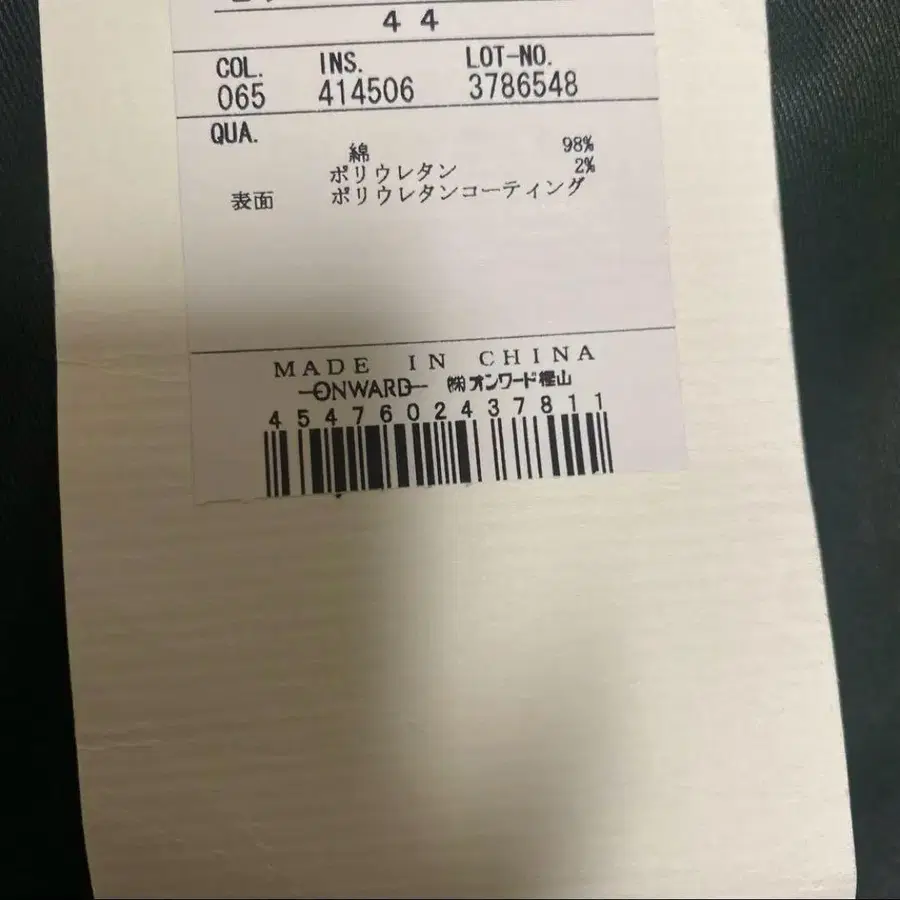 ４４
COL. INS. LOT-NO.
065 414506 3786548
QUA.
綿 98%
ポリウレタン 2%
表面 ポリウレタンコーティング
MADE IN CHINA
ONWARD ㈱オンワード樫山
4547602437811